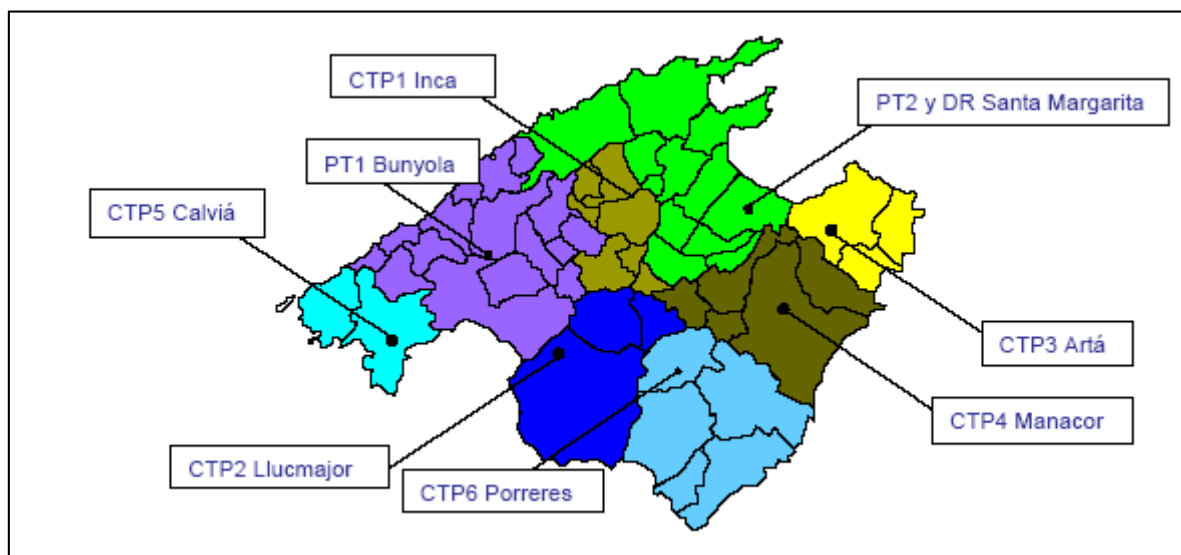 CTP1 Inca
PT2 y DR Santa Margarita
PT1 Bunyola
CTP5 Calviá
CTP3 Artá
CTP4 Manacor
CTP2 Llucmajor
CTP6 Porreres